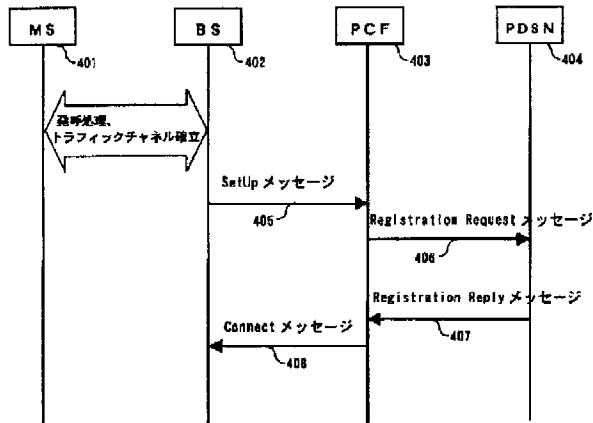 MS
BS
PCF
PDSN
401
402
403
404
発呼処理、
トラフィックチャネル確立
SetUp メッセージ
405
Registration Request メッセージ
406
Registration Reply メッセージ
407
Connect メッセージ
408